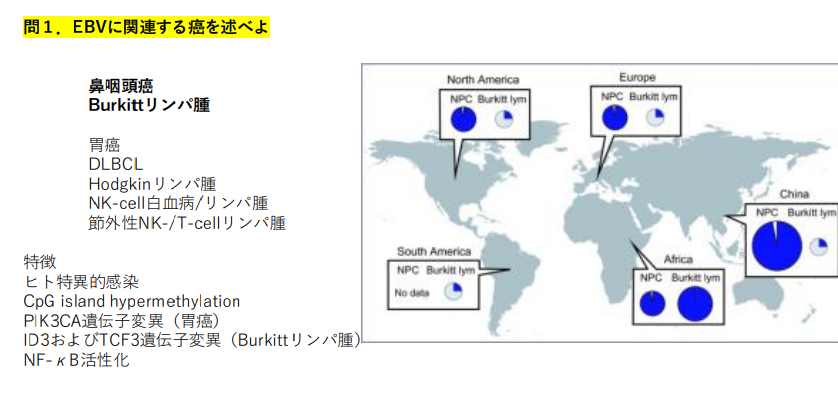 問１．EBVに関連する癌を述べよ
鼻咽頭癌
Burkittリンパ腫
胃癌
DLBCL
Hodgkinリンパ腫
NK-cell白血病/リンパ腫
節外性NK-/T-cellリンパ腫
特徴
ヒト特異的感染
CpG island hypermethylation
PIK3CA遺伝子変異（胃癌）
ID3およびTCF3遺伝子変異（Burkittリンパ腫）
NF-κB活性化
North America
NPC Burkitt lym
Europe
NPC Burkitt lym
China
NPC Burkitt lym
South America
NPC Burkitt lym
No data
Africa
NPC Burkitt lym